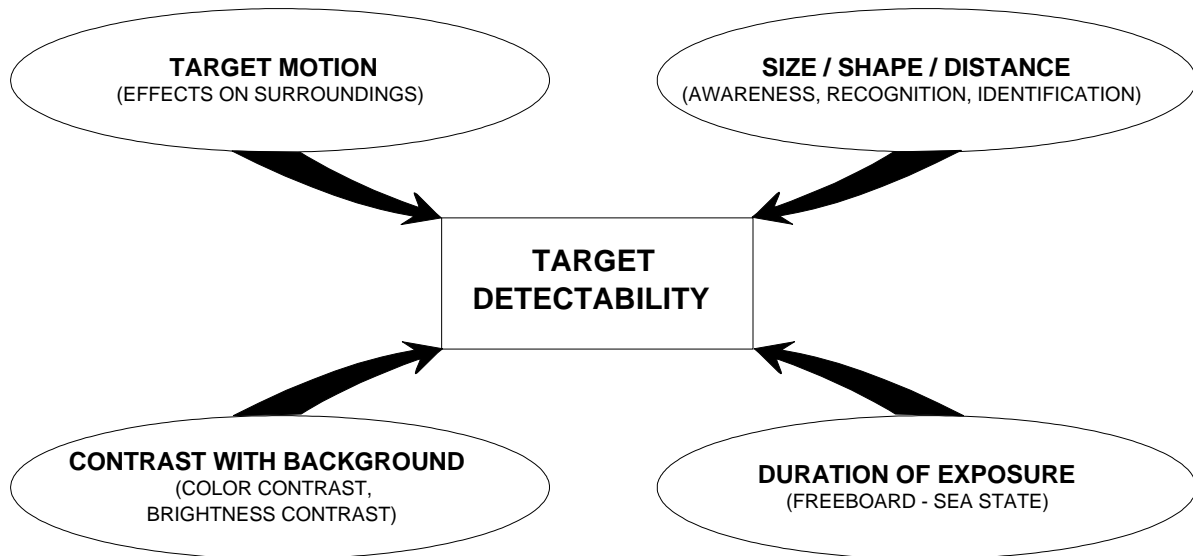 TARGET MOTION
(EFFECTS ON SURROUNDINGS)
SIZE / SHAPE / DISTANCE
(AWARENESS, RECOGNITION, IDENTIFICATION)
TARGET
DETECTABILITY
CONTRAST WITH BACKGROUND
(COLOR CONTRAST,
BRIGHTNESS CONTRAST)
DURATION OF EXPOSURE
(FREEBOARD - SEA STATE)